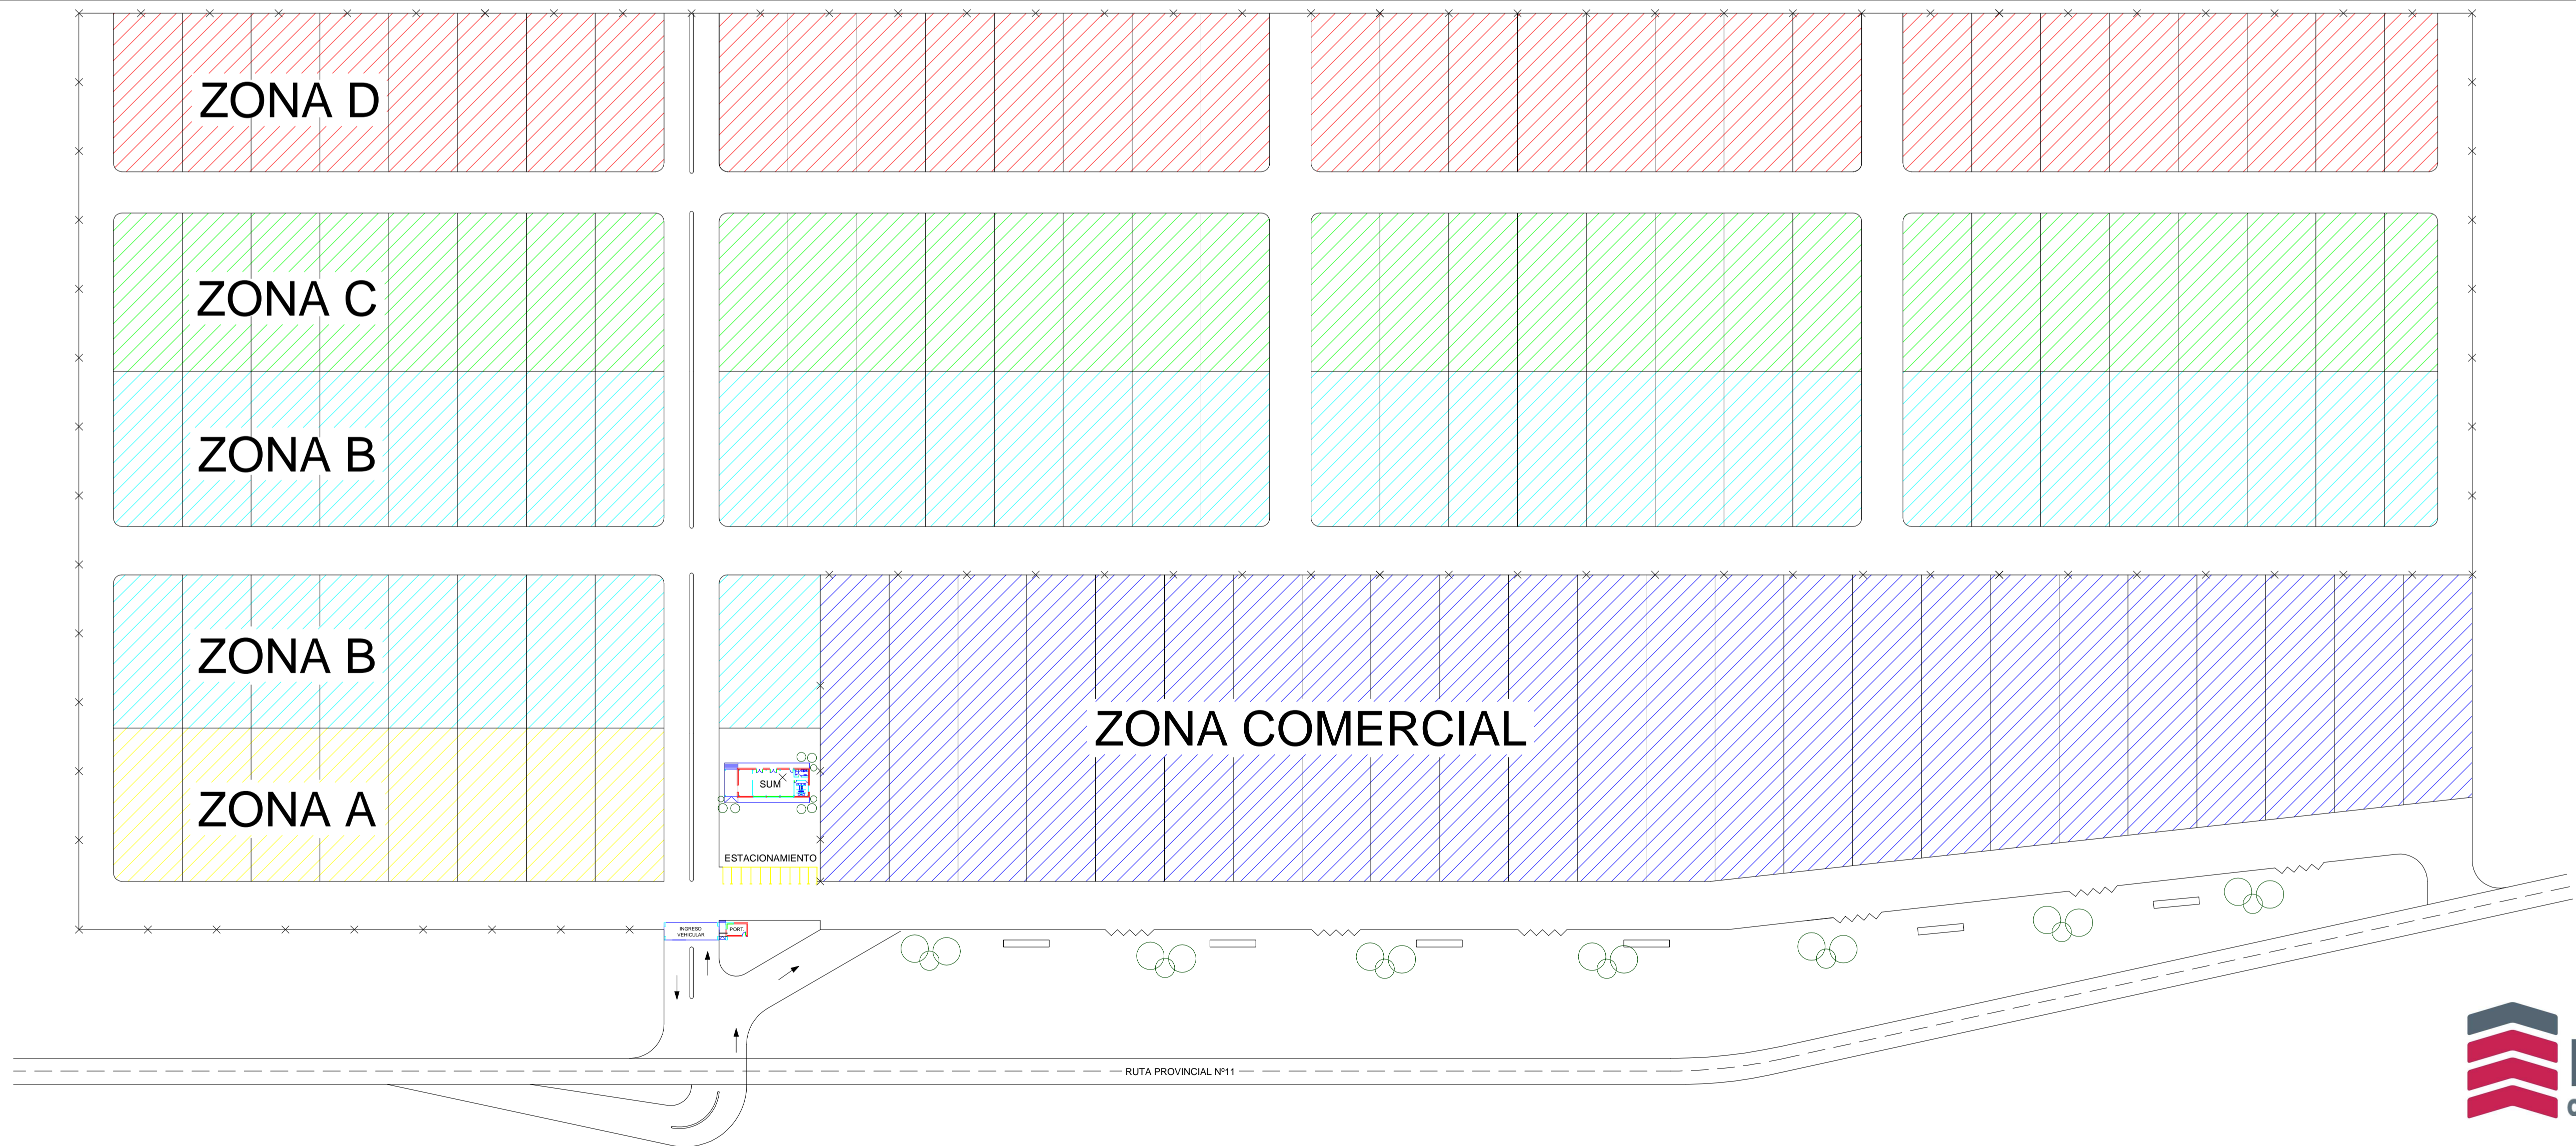 ZONA D
ZONA C
ZONA B
ZONA B
ZONA COMERCIAL
SUM
ZONA A
ESTACIONAMIENTO
INGRESO
VEHICULAR
PORT.
RUTA PROVINCIAL Nº11